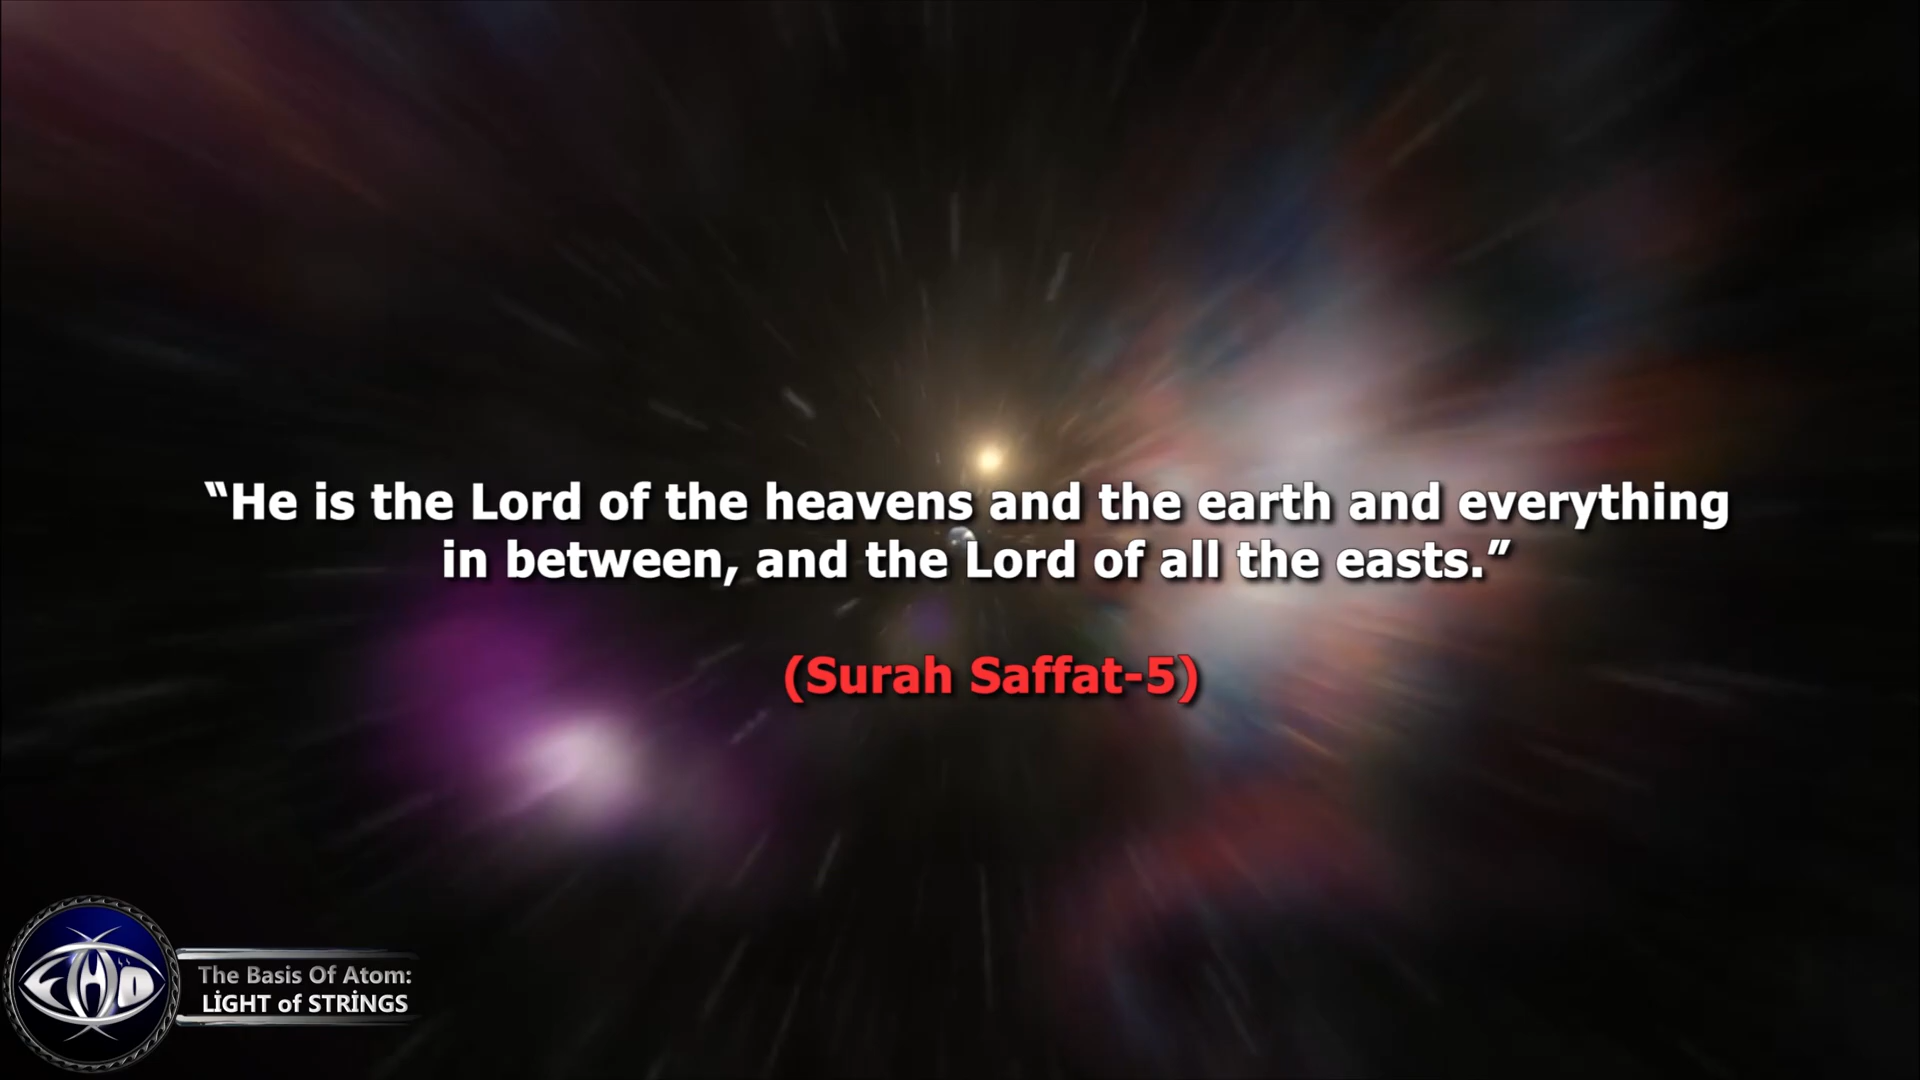 “He is the Lord of the heavens and the earth and everything
in between, and the Lord of all the easts.”
(Surah Saffat-5)
The Basis Of Atom:
LİGHT of STRİNGS